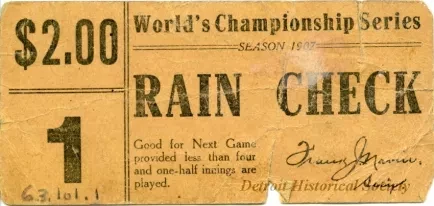 $2.00
1
63.101.1
World's Championship Series
SEASON 1907
RAIN CHECK
Good for Next Game
provided less than four
and one-half innings are
played.
Detroit Historical Society